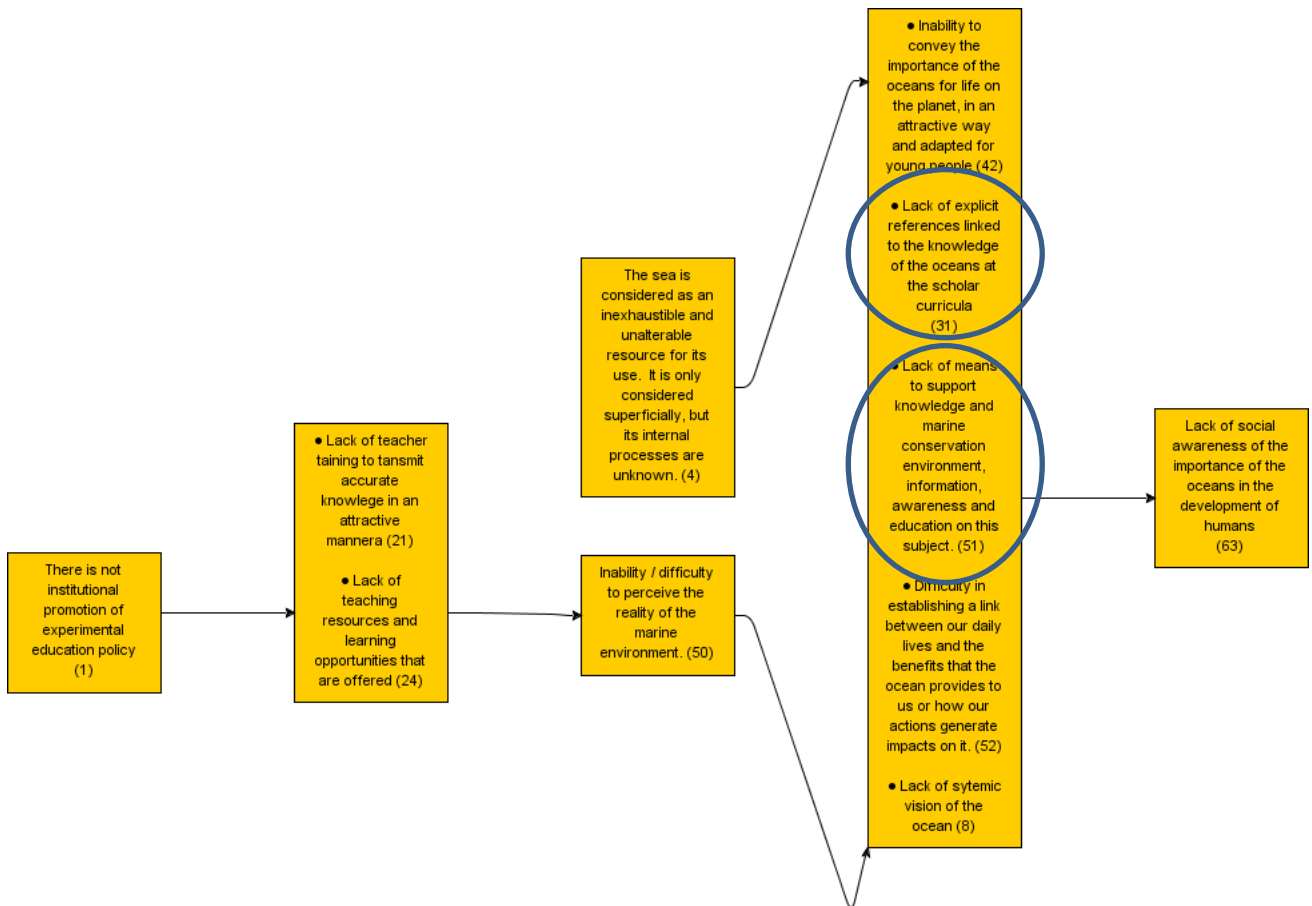 There is not
institutional
promotion of
experimental
education policy
(1)
● Lack of teacher
taining to tansmit
accurate
knowlege in an
attractive
mannera (21)
● Lack of
teaching
resources and
learning
opportunities that
are offered (24)
The sea is
considered as an
inexhaustible and
unalterable
resource for its
use.  It is only
considered
superficially, but
its internal
processes are
unknown. (4)
Inability / difficulty
to perceive the
reality of the
marine
environment. (50)
● Inability to
convey the
importance of the
oceans for life on
the planet, in an
attractive way
and adapted for
young people (42)
● Lack of explicit
references linked
to the knowledge
of the oceans at
the scholar
curricula
(31)
● Lack of means
to support
knowledge and
marine
conservation
environment,
information,
awareness and
education on this
subject. (51)
● Difficulty in
establishing a link
between our daily
lives and the
benefits that the
ocean provides to
us or how our
actions generate
impacts on it. (52)
● Lack of sytemic
vision of the
ocean (8)
Lack of social
awareness of the
importance of the
oceans in the
development of
humans
(63)